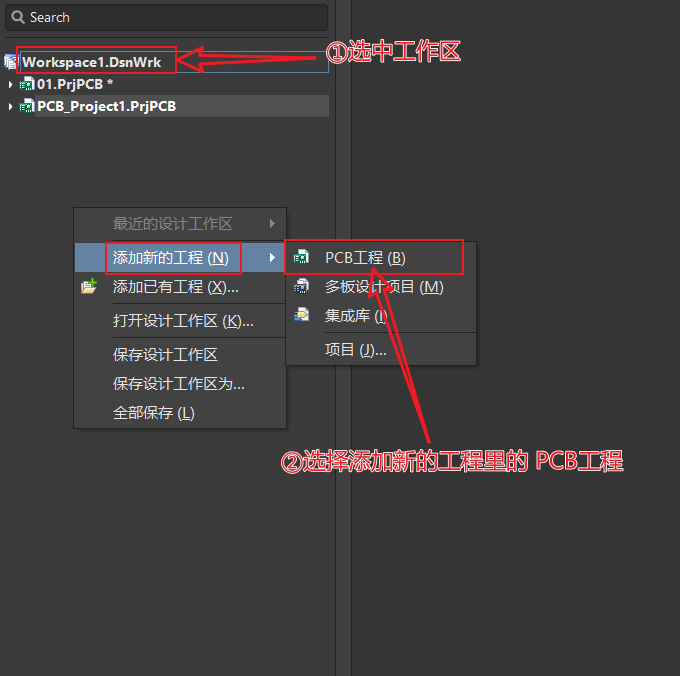 Search
Workspace1.DsnWrk
①选中工作区
01.PrjPCB *
PCB_Project1.PrjPCB
最近的设计工作区
添加新的工程 (N)
添加已有工程 (X)...
打开设计工作区 (K)...
保存设计工作区
保存设计工作区为...
全部保存 (L)
PCB工程 (B)
多板设计项目 (M)
集成库 (I)
项目 (J)...
②选择添加新的工程里的 PCB工程